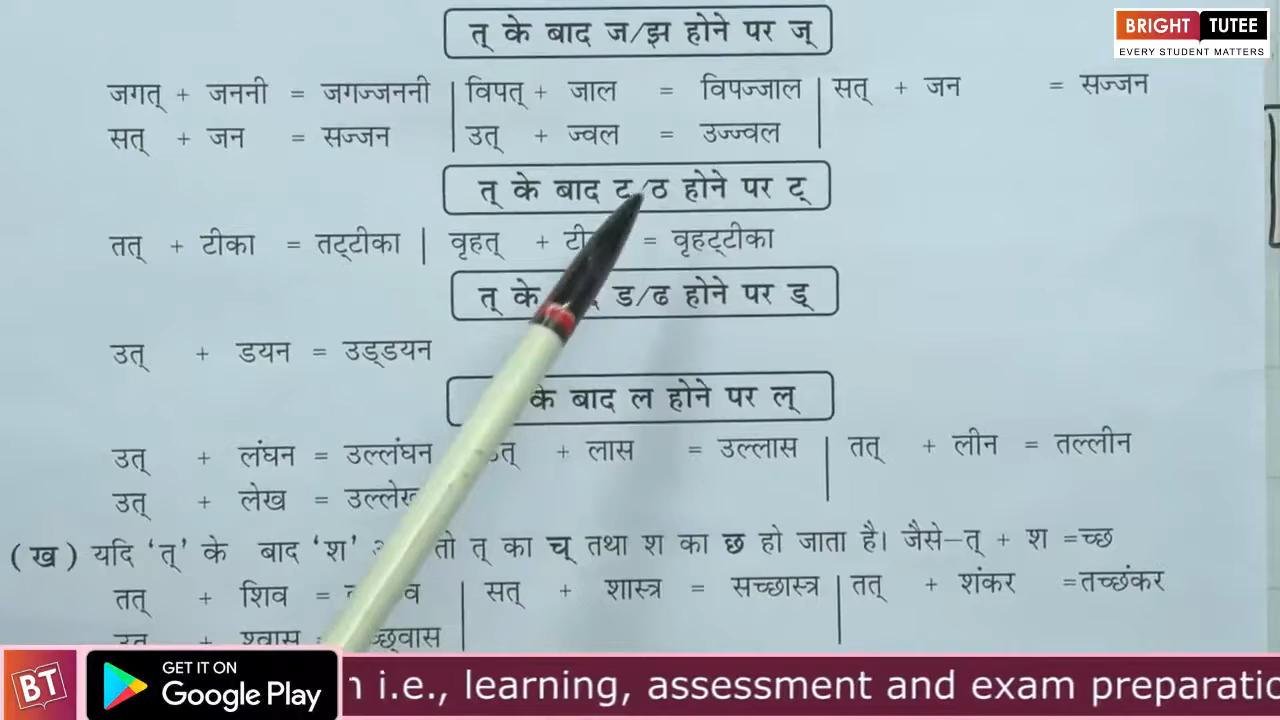 BRIGHT TUTEE
EVERY STUDENT MATTERS
त् के बाद ज/झ होने पर ज्
जगत् + जननी = जगज्जननी | विपत् + जाल = विपज्जाल | सत् + जन = सज्जन
सत् + जन = सज्जन | उत् + ज्वल = उज्ज्वल
त् के बाद ट/ठ होने पर ट्
तत् + टीका = तट्टीका | वृहत् + = वृहट्टीका
त् के ड/ढ होने पर ड्
उत् + डयन = उड्डयन
के बाद ल होने पर ल्
उत् + लंघन = उल्लंघन + लास = उल्लास | तत् + लीन = तल्लीन
उत् + लेख = उल्लेख
(ख) यदि ‘त्’ के बाद ‘श’ तो त् का च् तथा श का छ हो जाता है। जैसे–त् + श =च्छ
तत् + शिव = | सत् + शास्त्र = सच्छास्त्र | तत् + शंकर =तच्छंकर
उत् + श्वास =
BT
GET IT ON
Google Play
i.e., learning, assessment and exam